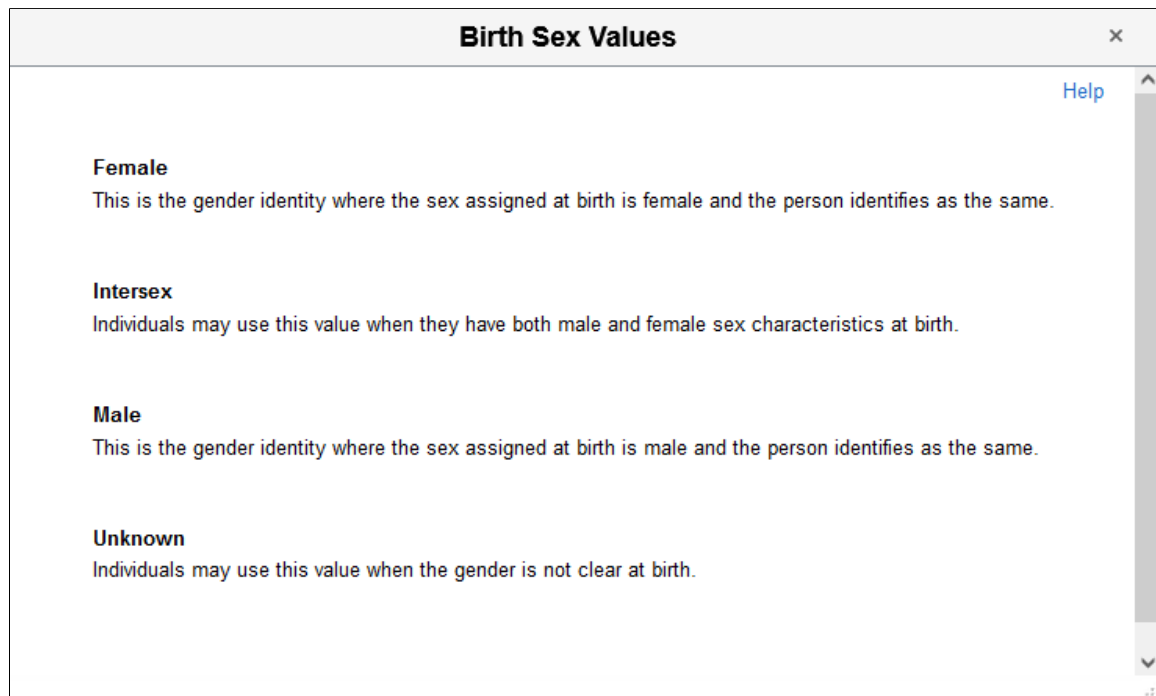 Birth Sex Values
×
Help
Female
This is the gender identity where the sex assigned at birth is female and the person identifies as the same.
Intersex
Individuals may use this value when they have both male and female sex characteristics at birth.
Male
This is the gender identity where the sex assigned at birth is male and the person identifies as the same.
Unknown
Individuals may use this value when the gender is not clear at birth.